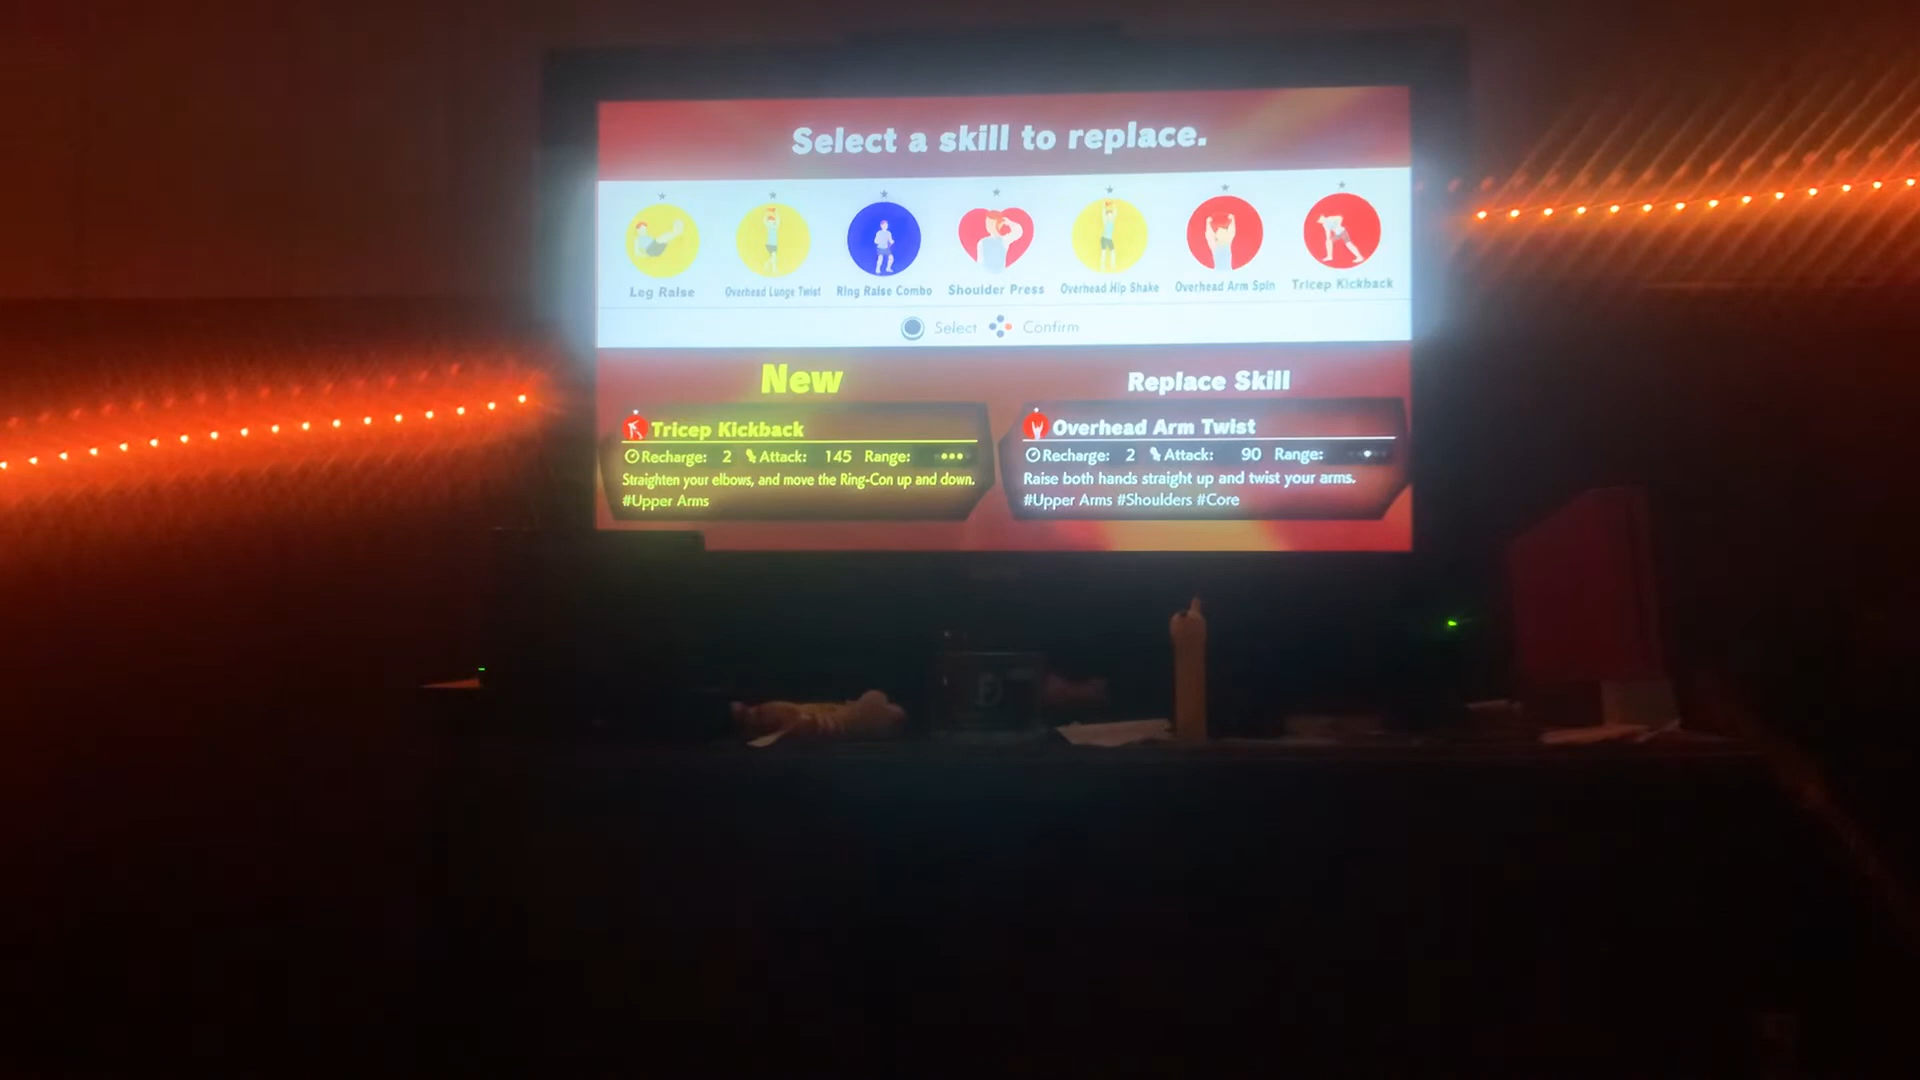 Select a skill to replace.
Leg Raise
Overhead Lunge Twist
Ring Raise Combo
Shoulder Press
Overhead Hip Shake
Overhead Arm Spin
Tricep Kickback
Select Confirm
New
Replace Skill
Tricep Kickback
Recharge: 2 Attack: 145 Range:
Straighten your elbows, and move the Ring-Con up and down.
#Upper Arms
Overhead Arm Twist
Recharge: 2 Attack: 90 Range:
Raise both hands straight up and twist your arms.
#Upper Arms #Shoulders #Core